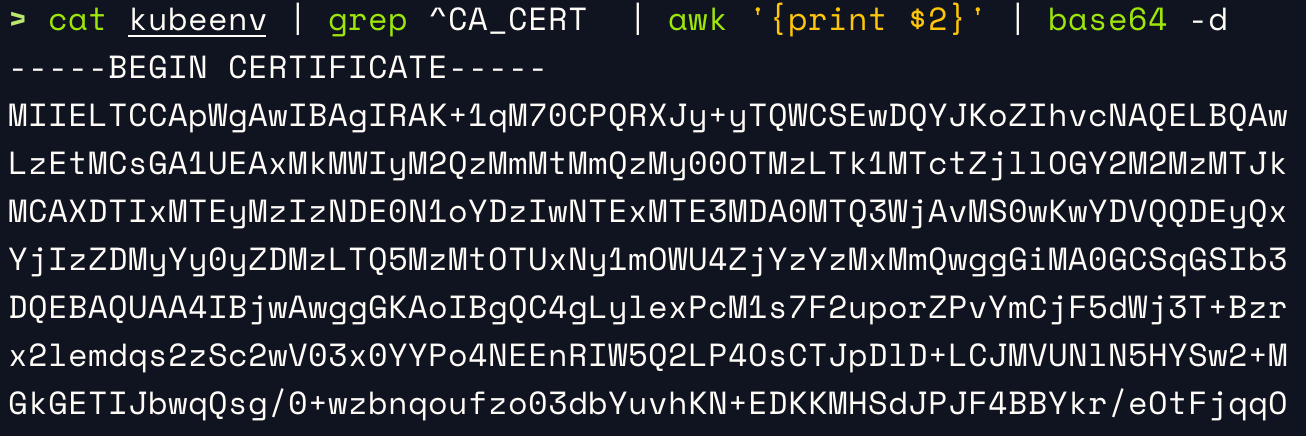 > cat kubeenv | grep ^CA_CERT  | awk '{print $2}' | base64 -d
-----BEGIN CERTIFICATE-----
MIIELTCCApWgAwIBAgIRAK+1qM70CPQRXJy+yTQWCSEwDQYJKoZIhvcNAQELBQAw
LzEtMCsGA1UEAxMkMWIyM2QzMmMtMmQzMy00OTMzLTk1MTctZjllOGY2M2MzMTJk
MCAXDTIxMTEyMzIzNDE0N1oYDzIwNTExMTE3MDA0MTQ3WjAvMS0wKwYDVQQDEyQx
YjIzZDMyYy0yZDMzLTQ5MzMtOTUxNy1mOWU4ZjYzYzMxMmQwggGiMA0GCSqGSIb3
DQEBAQUAA4IBjwAwggGKAoIBgQC4gLylexPcM1s7F2uporZPvYmCjF5dWj3T+Bzr
x2lemdqs2zSc2wV03x0YYPo4NEEnRIW5Q2LP4OsCTJpDlD+LCJMVUNlN5HYSw2+M
GkGETIJbwqQsg/0+wzbnqoufzo03dbYuvhKN+EDKKMHSdJPJF4BBYkr/eOtFjqqO